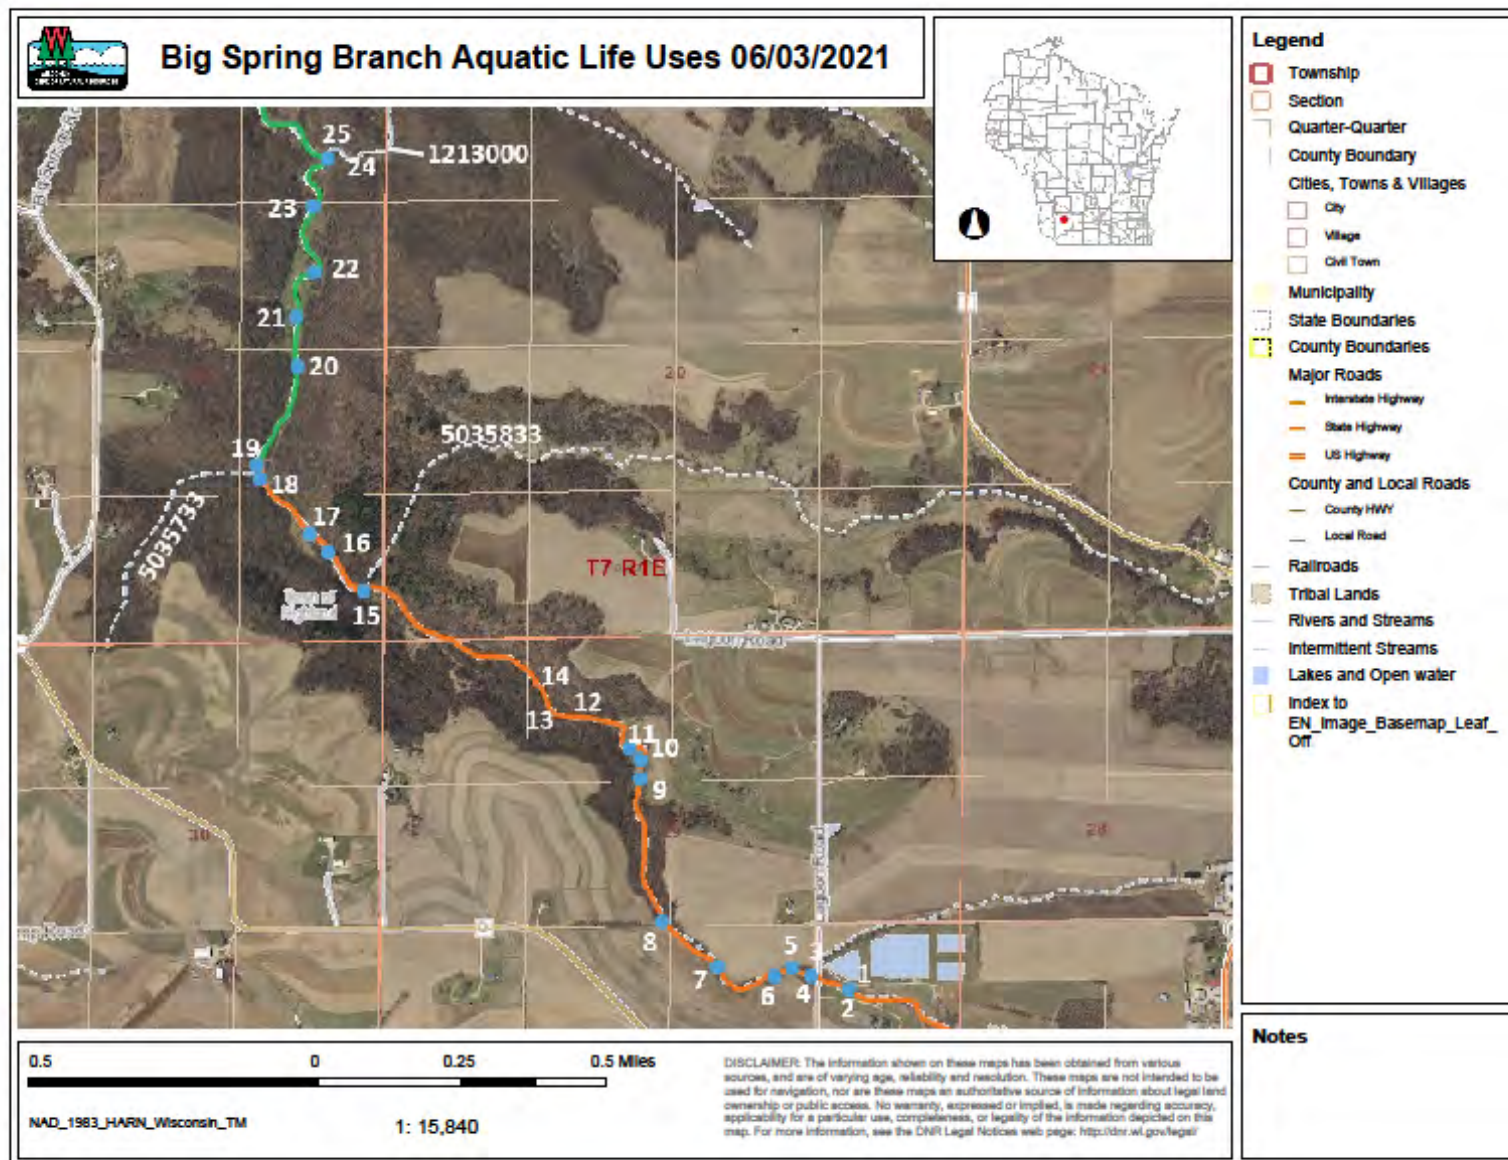 Big Spring Branch Aquatic Life Uses 06/03/2021
Legend
Township
Section
Quarter-Quarter
County Boundary
Cities, Towns & Villages
City
Village
Civil Town
Municipality
State Boundaries
County Boundaries
Major Roads
Interstate Highway
State Highway
US Highway
County and Local Roads
County HWY
Local Road
Railroads
Tribal Lands
Rivers and Streams
Intermittent Streams
Lakes and Open water
Index to
EN_Image_Basemap_Leaf_
Off
25
24
1213000
23
22
21
20
20
19
18
5035833
5035733
17
16
T7 R1E
15
Town of
Highland
Road
14
12
13
11
10
9
30
28
Road
8
7
6
5
3
4
1
2
Road
Notes
0.5
0
0.25
0.5 Miles
NAD_1983_HARN_Wisconsin_TM
1: 15,840
DISCLAIMER: The information shown on these maps has been obtained from various
sources, and are of varying age, reliability and resolution. These maps are not intended to be
used for navigation, nor are these maps an authoritative source of information about legal land
ownership or public access. No warranty, expressed or implied, is made regarding accuracy,
applicability for a particular use, completeness, or legality of the information depicted on this
map. For more information, see the DNR Legal Notices web page: http://dnr.wi.gov/legal/